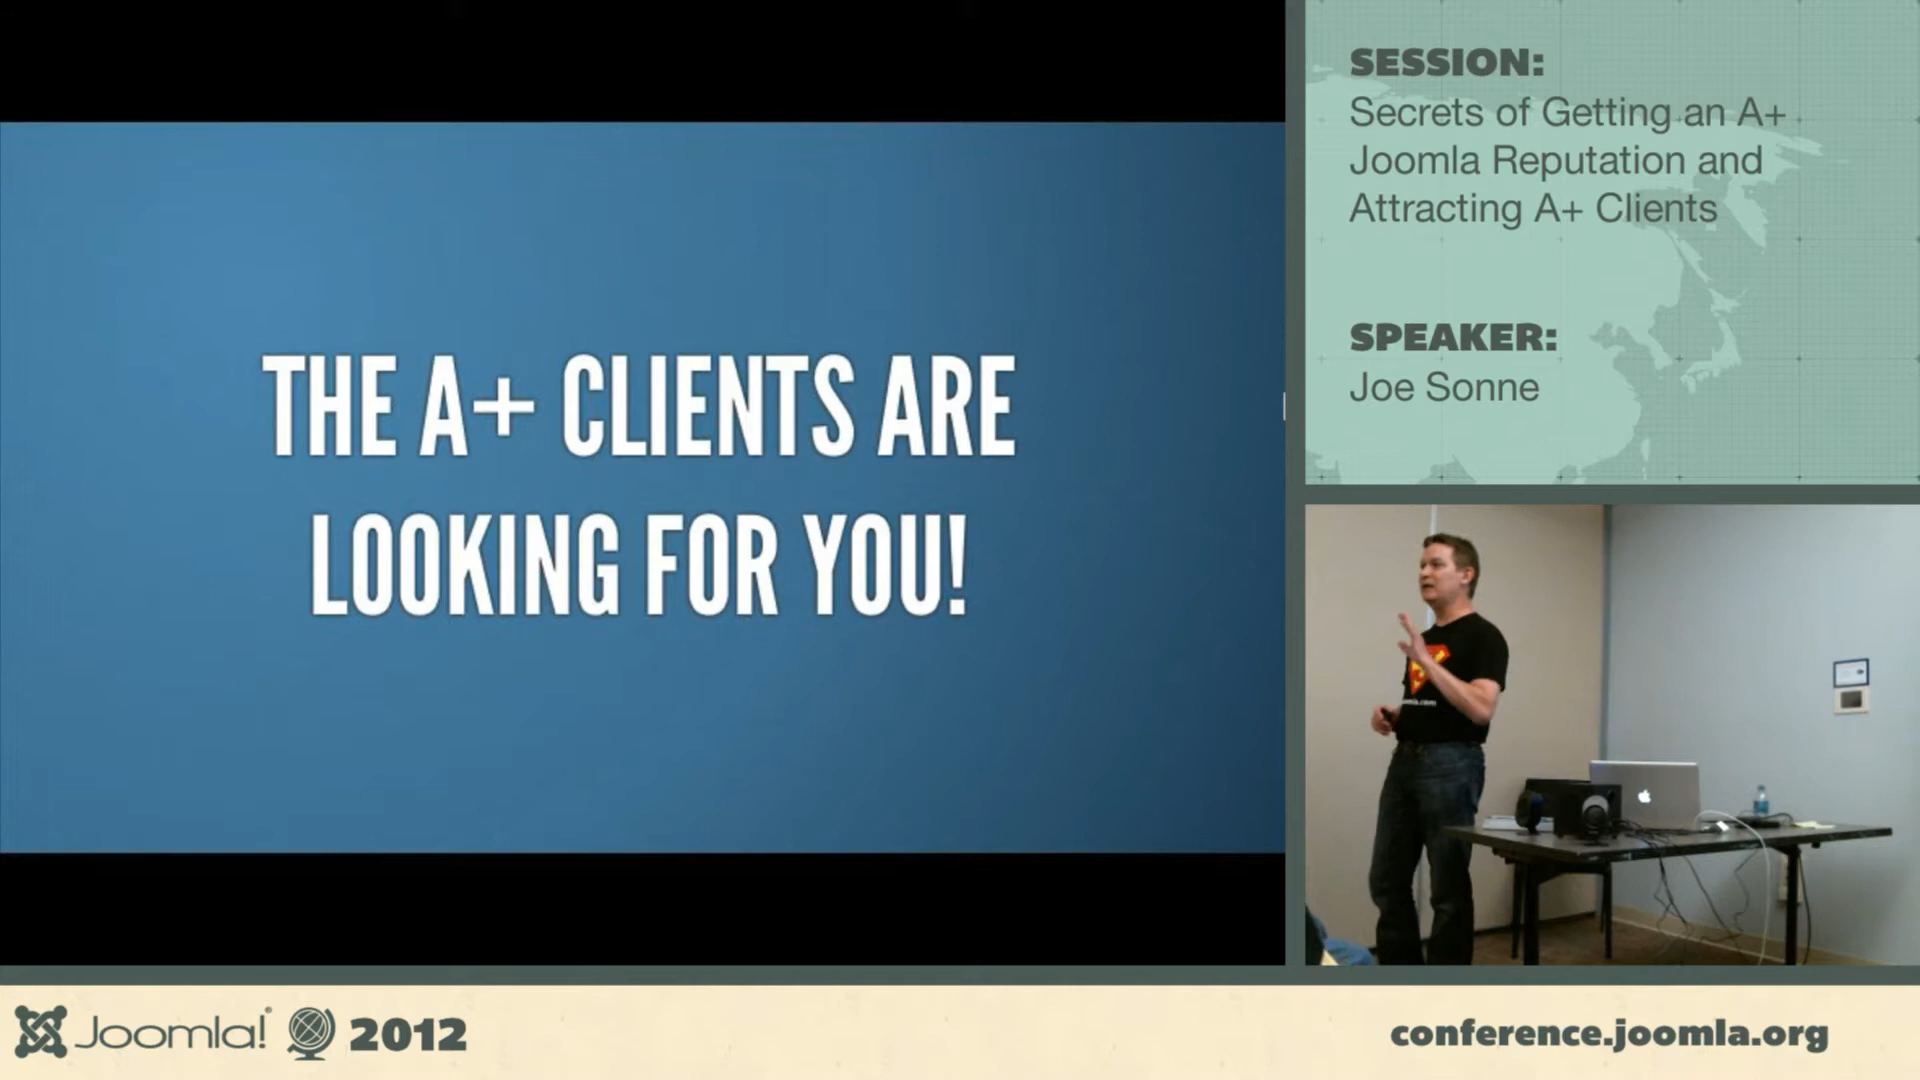 THE A+ CLIENTS ARE
LOOKING FOR YOU!
SESSION:
Secrets of Getting an A+
Joomla Reputation and
Attracting A+ Clients
SPEAKER:
Joe Sonne
Joomla!® 2012
conference.joomla.org